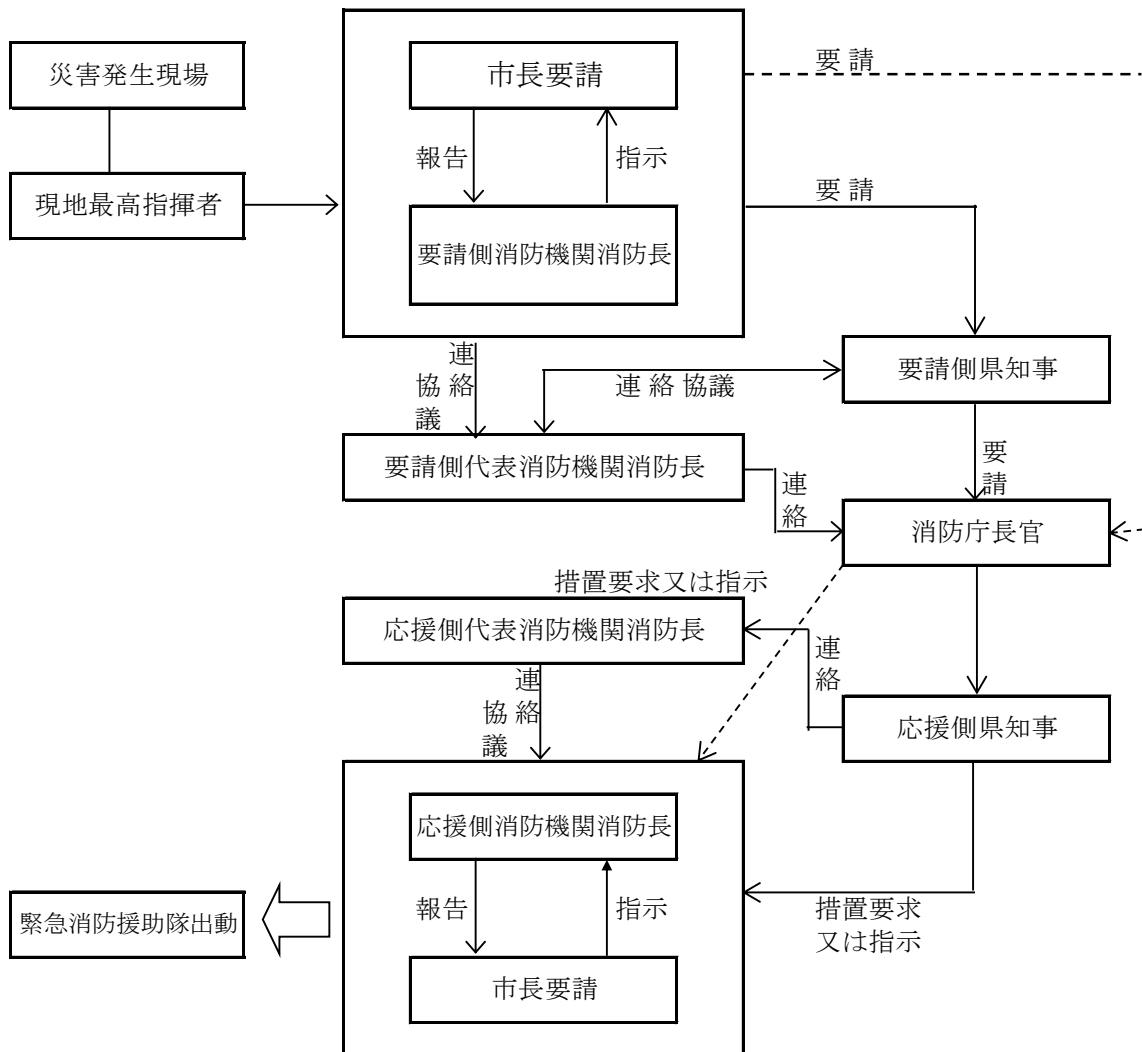 災害発生現場
市長要請
要 請
報告
指示
現地最高指揮者
要 請
要請側消防機関消防長
連絡
協議
連 絡 協議
要請側県知事
要請側代表消防機関消防長
連絡
要請
消防庁長官
措置要求又は指示
応援側代表消防機関消防長
連絡
連絡
協議
応援側県知事
応援側消防機関消防長
報告
指示
緊急消防援助隊出動
措置要求
又は指示
市長要請